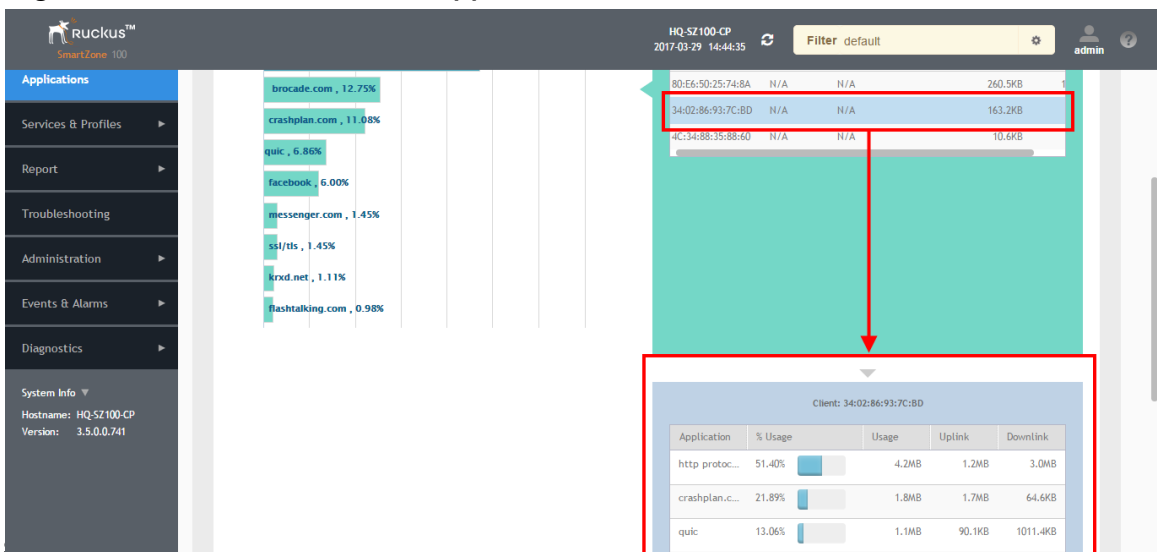 Ruckus™
SmartZone 100
HQ-SZ100-CP
2017-03-29 14:44:35
Filter default
admin
?
Applications
Services & Profiles
Report
Troubleshooting
Administration
Events & Alarms
Diagnostics
System Info
Hostname: HQ-SZ100-CP
Version: 3.5.0.0.741
brocade.com , 12.75%
crashplan.com , 11.08%
quic , 6.86%
facebook , 6.00%
messenger.com , 1.45%
ssl/tls , 1.45%
krxd.net , 1.11%
flashtalking.com , 0.98%
80:E6:50:25:74:8A N/A N/A 260.5KB 1
34:02:86:93:7C:BD N/A N/A 163.2KB
4C:34:88:35:88:60 N/A N/A 10.6KB
Client: 34:02:86:93:7C:BD
Application % Usage Usage Uplink Downlink
http protoc... 51.40% 4.2MB 1.2MB 3.0MB
crashplan.c... 21.89% 1.8MB 1.7MB 64.6KB
quic 13.06% 1.1MB 90.1KB 1011.4KB